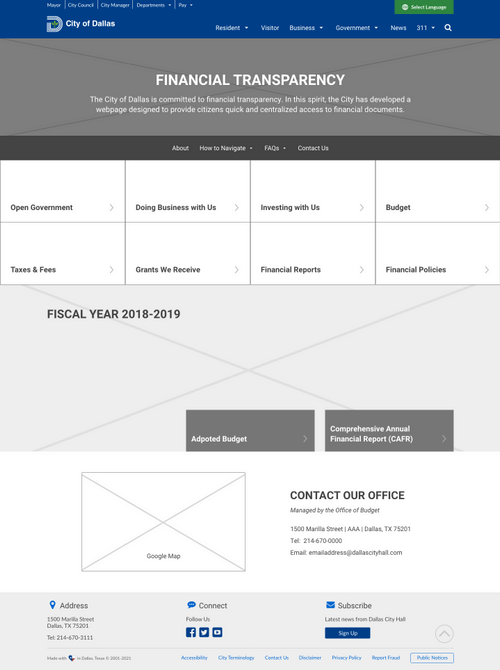 Mayor City Council City Manager Departments Pay
Select Language
City of Dallas
Resident Visitor Business Government News 311
FINANCIAL TRANSPARENCY
The City of Dallas is committed to financial transparency. In this spirit, the City has developed a
webpage designed to provide citizens quick and centralized access to financial documents.
About How to Navigate FAQs Contact Us
Open Government
Doing Business with Us
Investing with Us
Budget
Taxes & Fees
Grants We Receive
Financial Reports
Financial Policies
FISCAL YEAR 2018-2019
Adpoted Budget
Comprehensive Annual
Financial Report (CAFR)
Google Map
CONTACT OUR OFFICE
Managed by the Office of Budget
1500 Marilla Street | AAA | Dallas, TX 75201
Tel: 214-670-0000
Email: emailaddress@dallascityhall.com
Address
1500 Marilla Street
Dallas, TX 75201
Tel: 214-670-3111
Connect
Follow Us
Subscribe
Latest news from Dallas City Hall
Sign Up
Made with in Dallas, Texas ©
Accessibility City Terminology Contact Us Disclaimer Privacy Policy Report Fraud Public Notices